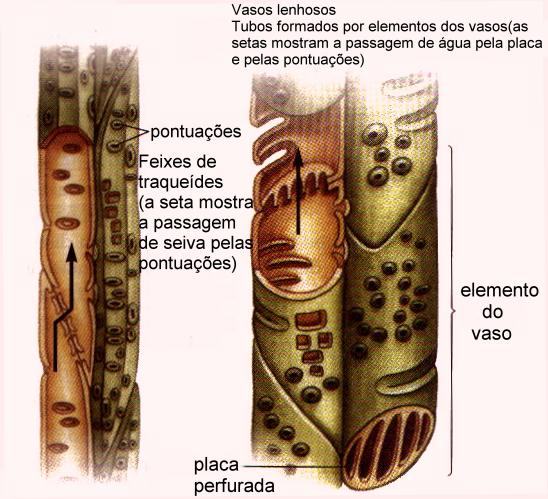 Vasos lenhosos
Tubos formados por elementos dos vasos(as
setas mostram a passagem de água pela placa
e pelas pontuações)
pontuações
Feixes de
traqueídes
(a seta mostra
a passagem
de seiva pelas
pontuações)
elemento
do
vaso
placa
perfurada